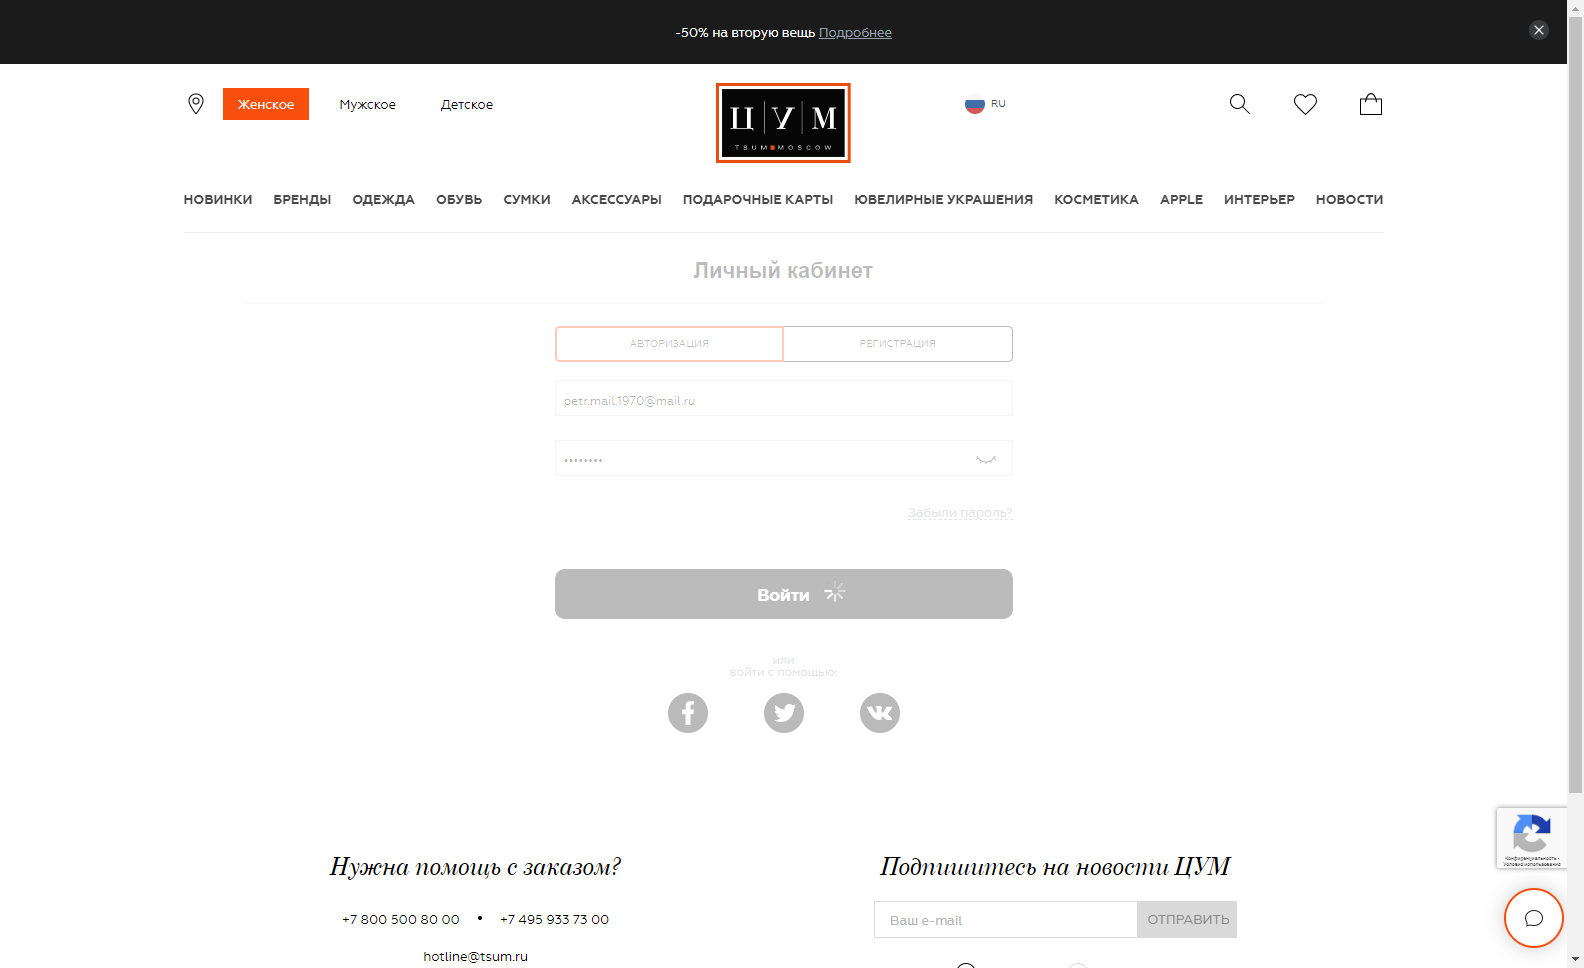 -50% на вторую вещь Подробнее
Женское
Мужское
Детское
Ц У М
TSUM MOSCOW
RU
НОВИНКИ БРЕНДЫ ОДЕЖДА ОБУВЬ СУМКИ АКСЕССУАРЫ ПОДАРОЧНЫЕ КАРТЫ ЮВЕЛИРНЫЕ УКРАШЕНИЯ КОСМЕТИКА APPLE ИНТЕРЬЕР НОВОСТИ
Личный кабинет
АВТОРИЗАЦИЯ
РЕГИСТРАЦИЯ
petr.mail.1970@mail.ru
••••••••
Забыли пароль?
Войти
или
войти с помощью:
Нужна помощь с заказом?
+7 800 500 80 00 • +7 495 933 73 00
hotline@tsum.ru
Подпишитесь на новости ЦУМ
Ваш e-mail
ОТПРАВИТЬ
Конфиденциальность -
Условия использования